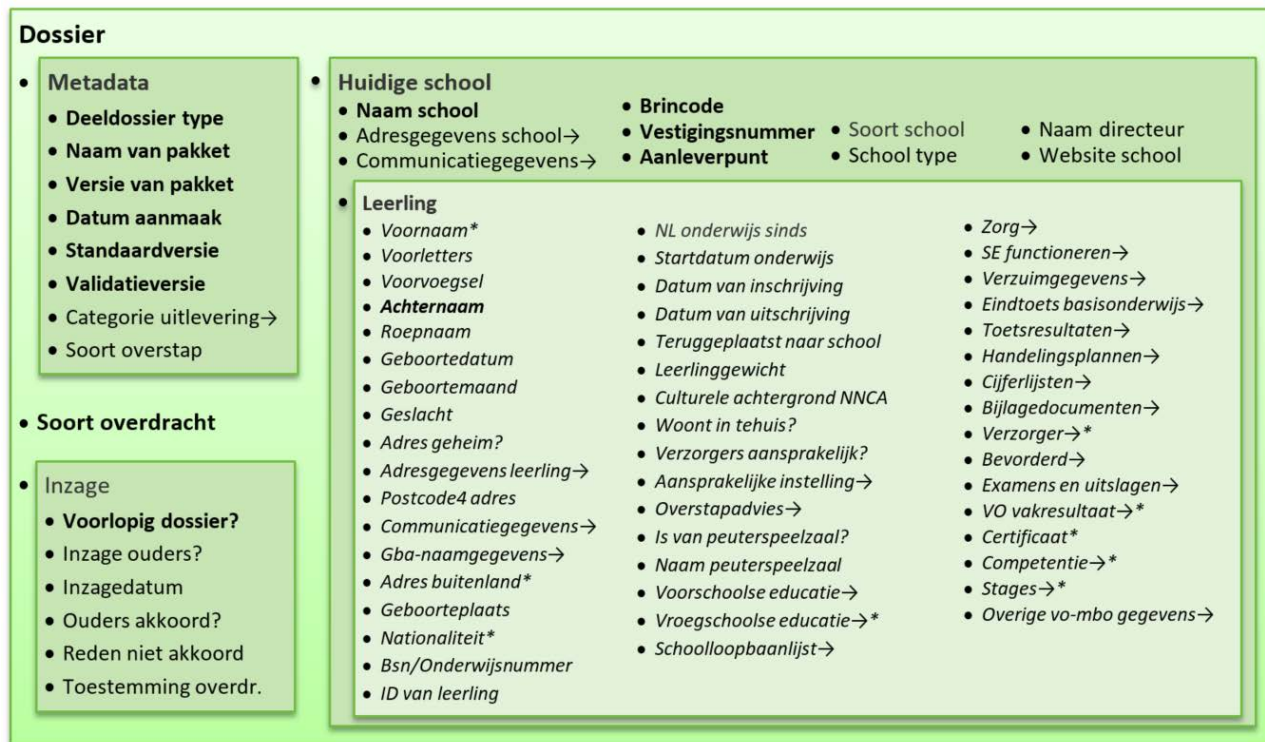 Dossier
• Metadata
• Deeldossier type
• Naam van pakket
• Versie van pakket
• Datum aanmaak
• Standaardversie
• Validatieversie
• Categorie uitlevering→
• Soort overstap
• Soort overdracht
• Inzage
• Voorlopig dossier?
• Inzage ouders?
• Inzagedatum
• Ouders akkoord?
• Reden niet akkoord
• Toestemming overdr.
• Huidige school
• Naam school
• Adresgegevens school→
• Communicatiegegevens→
• Brincode
• Vestigingsnummer
• Aanleverpunt
• Soort school
• School type
• Naam directeur
• Website school
• Leerling
• Voornaam*
• Voorletters
• Voorvoegsel
• Achternaam
• Roepnaam
• Geboortedatum
• Geboortemaand
• Geslacht
• Adres geheim?
• Adresgegevens leerling→
• Postcode4 adres
• Communicatiegegevens→
• Gba-naamgegevens→
• Adres buitenland*
• Geboorteplaats
• Nationaliteit*
• Bsn/Onderwijsnummer
• ID van leerling
• NL onderwijs sinds
• Startdatum onderwijs
• Datum van inschrijving
• Datum van uitschrijving
• Teruggeplaatst naar school
• Leerlinggewicht
• Culturele achtergrond NNCA
• Woont in tehuis?
• Verzorgers aansprakelijk?
• Aansprakelijke instelling→
• Overstapadvies→
• Is van peuterspeelzaal?
• Naam peuterspeelzaal
• Voorschoolse educatie→
• Vroegschoolse educatie→*
• Schoolloopbaanlijst→
• Zorg→
• SE functioneren→
• Verzuimgegevens→
• Eindtoets basisonderwijs→
• Toetsresultaten→
• Handelingsplannen→
• Cijferlijsten→
• Bijlagedocumenten→
• Verzorger→*
• Bevorderd→
• Examens en uitslagen→
• VO vakresultaat→*
• Certificaat*
• Competentie→*
• Stages→*
• Overige vo-mbo gegevens→